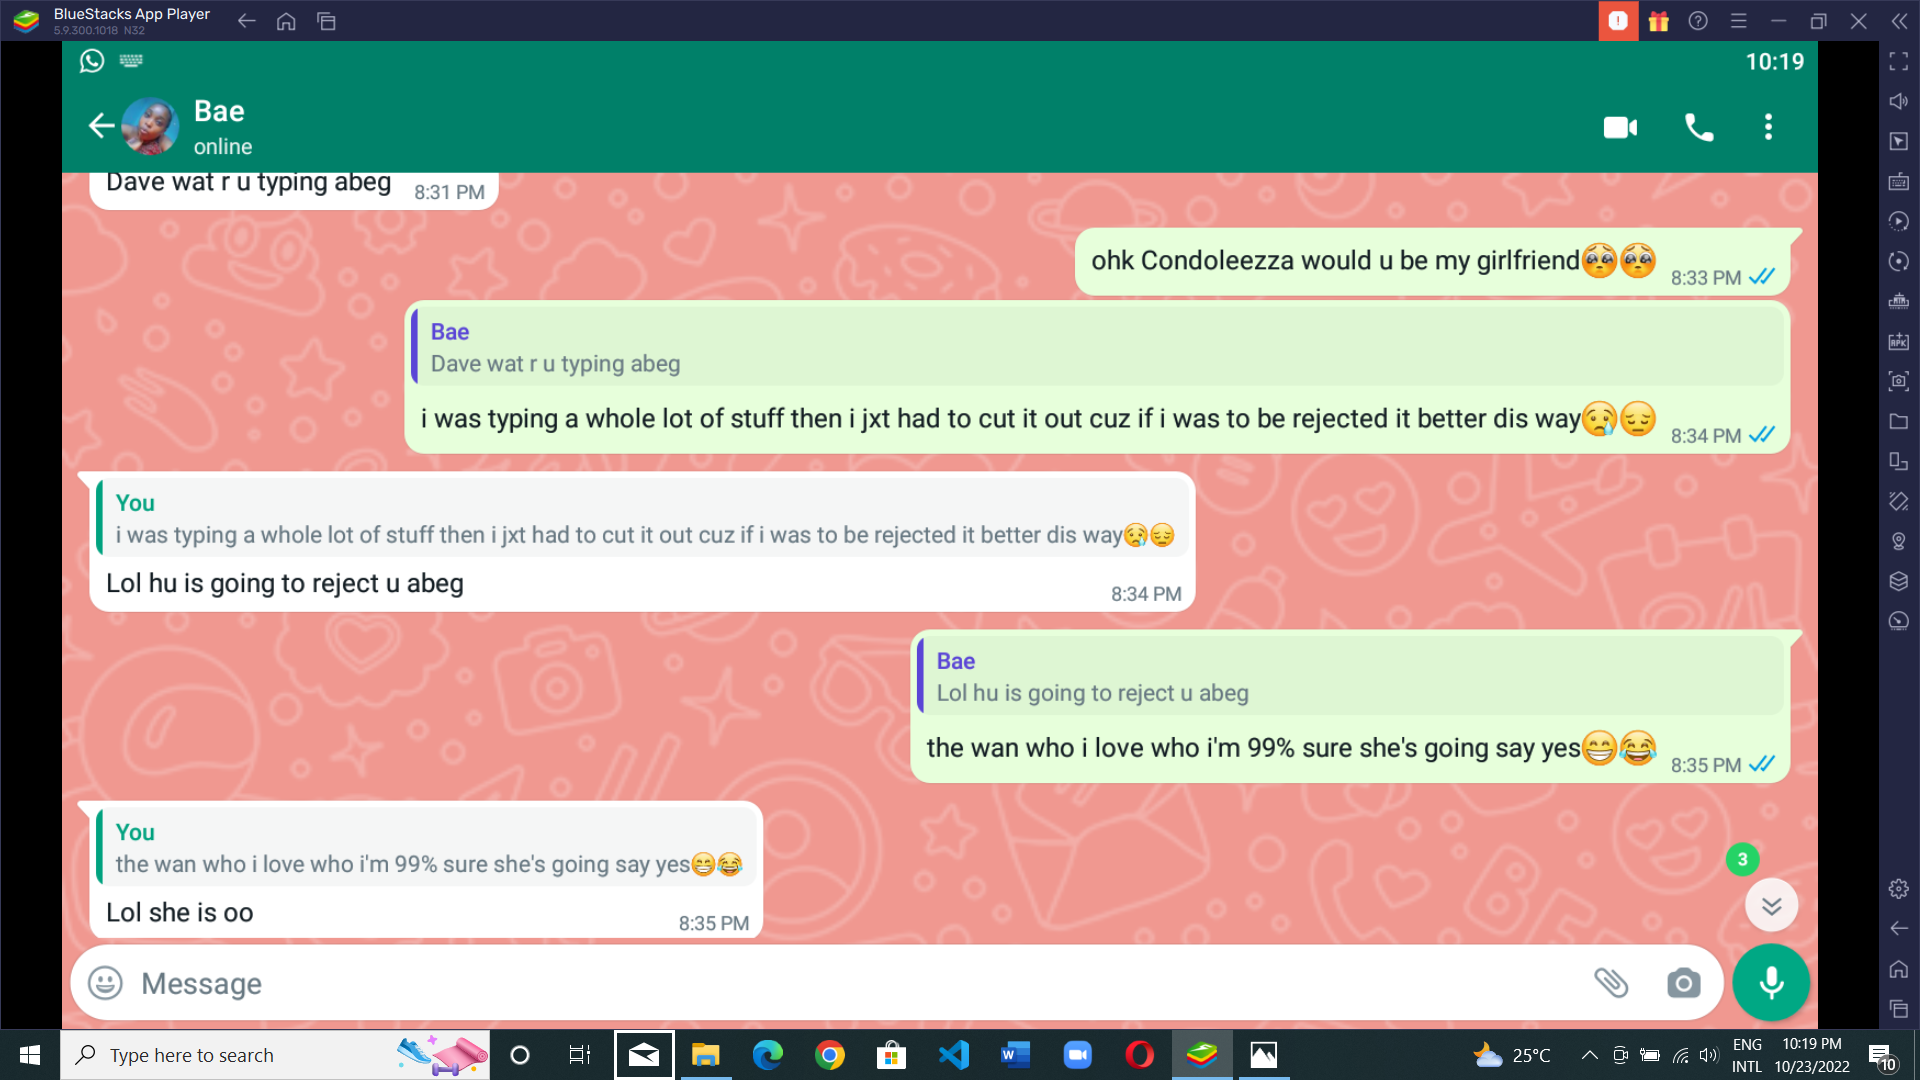 BlueStacks App Player
5.9.300.1018 N32
10:19
Bae
online
Dave wat r u typing abeg 8:31 PM
ohk Condoleezza would u be my girlfriend🥺🥺 8:33 PM
Bae
Dave wat r u typing abeg
i was typing a whole lot of stuff then i jxt had to cut it out cuz if i was to be rejected it better dis way😢😔 8:34 PM
You
i was typing a whole lot of stuff then i jxt had to cut it out cuz if i was to be rejected it better dis way😢😔
Lol hu is going to reject u abeg 8:34 PM
Bae
Lol hu is going to reject u abeg
the wan who i love who i'm 99% sure she's going say yes😁😂 8:35 PM
You
the wan who i love who i'm 99% sure she's going say yes😁😂
3
Lol she is oo 8:35 PM
Message
Type here to search
25°C
ENG
INTL
10:19 PM
10/23/2022
10